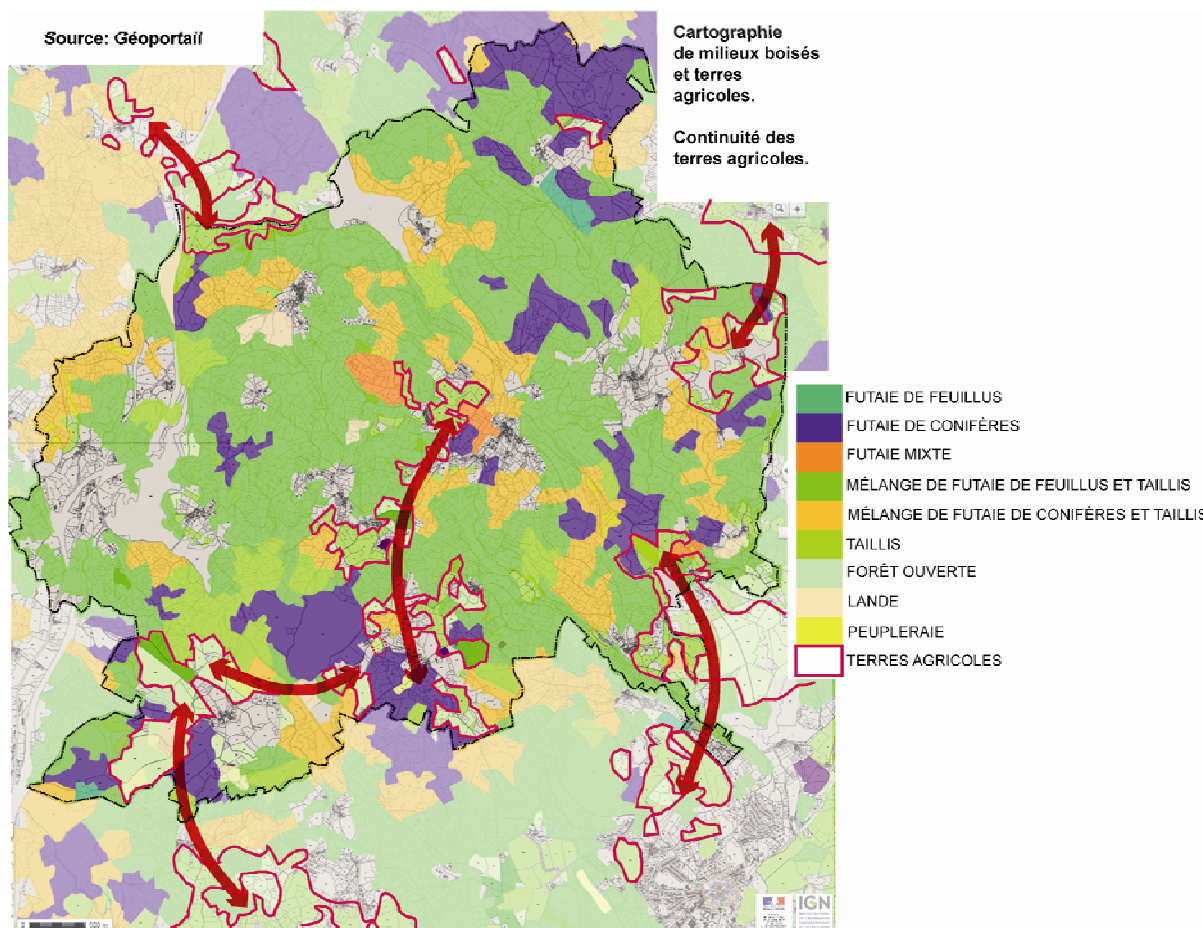 Source: Géoportail
Cartographie
de milieux boisés
et terres
agricoles.
Continuité des
terres agricoles.
FUTAIE DE FEUILLUS
FUTAIE DE CONIFÈRES
FUTAIE MIXTE
MÉLANGE DE FUTAIE DE FEUILLUS ET TAILLIS
MÉLANGE DE FUTAIE DE CONIFÈRES ET TAILLIS
TAILLIS
FORÊT OUVERTE
LANDE
PEUPLERAIE
TERRES AGRICOLES
IGN